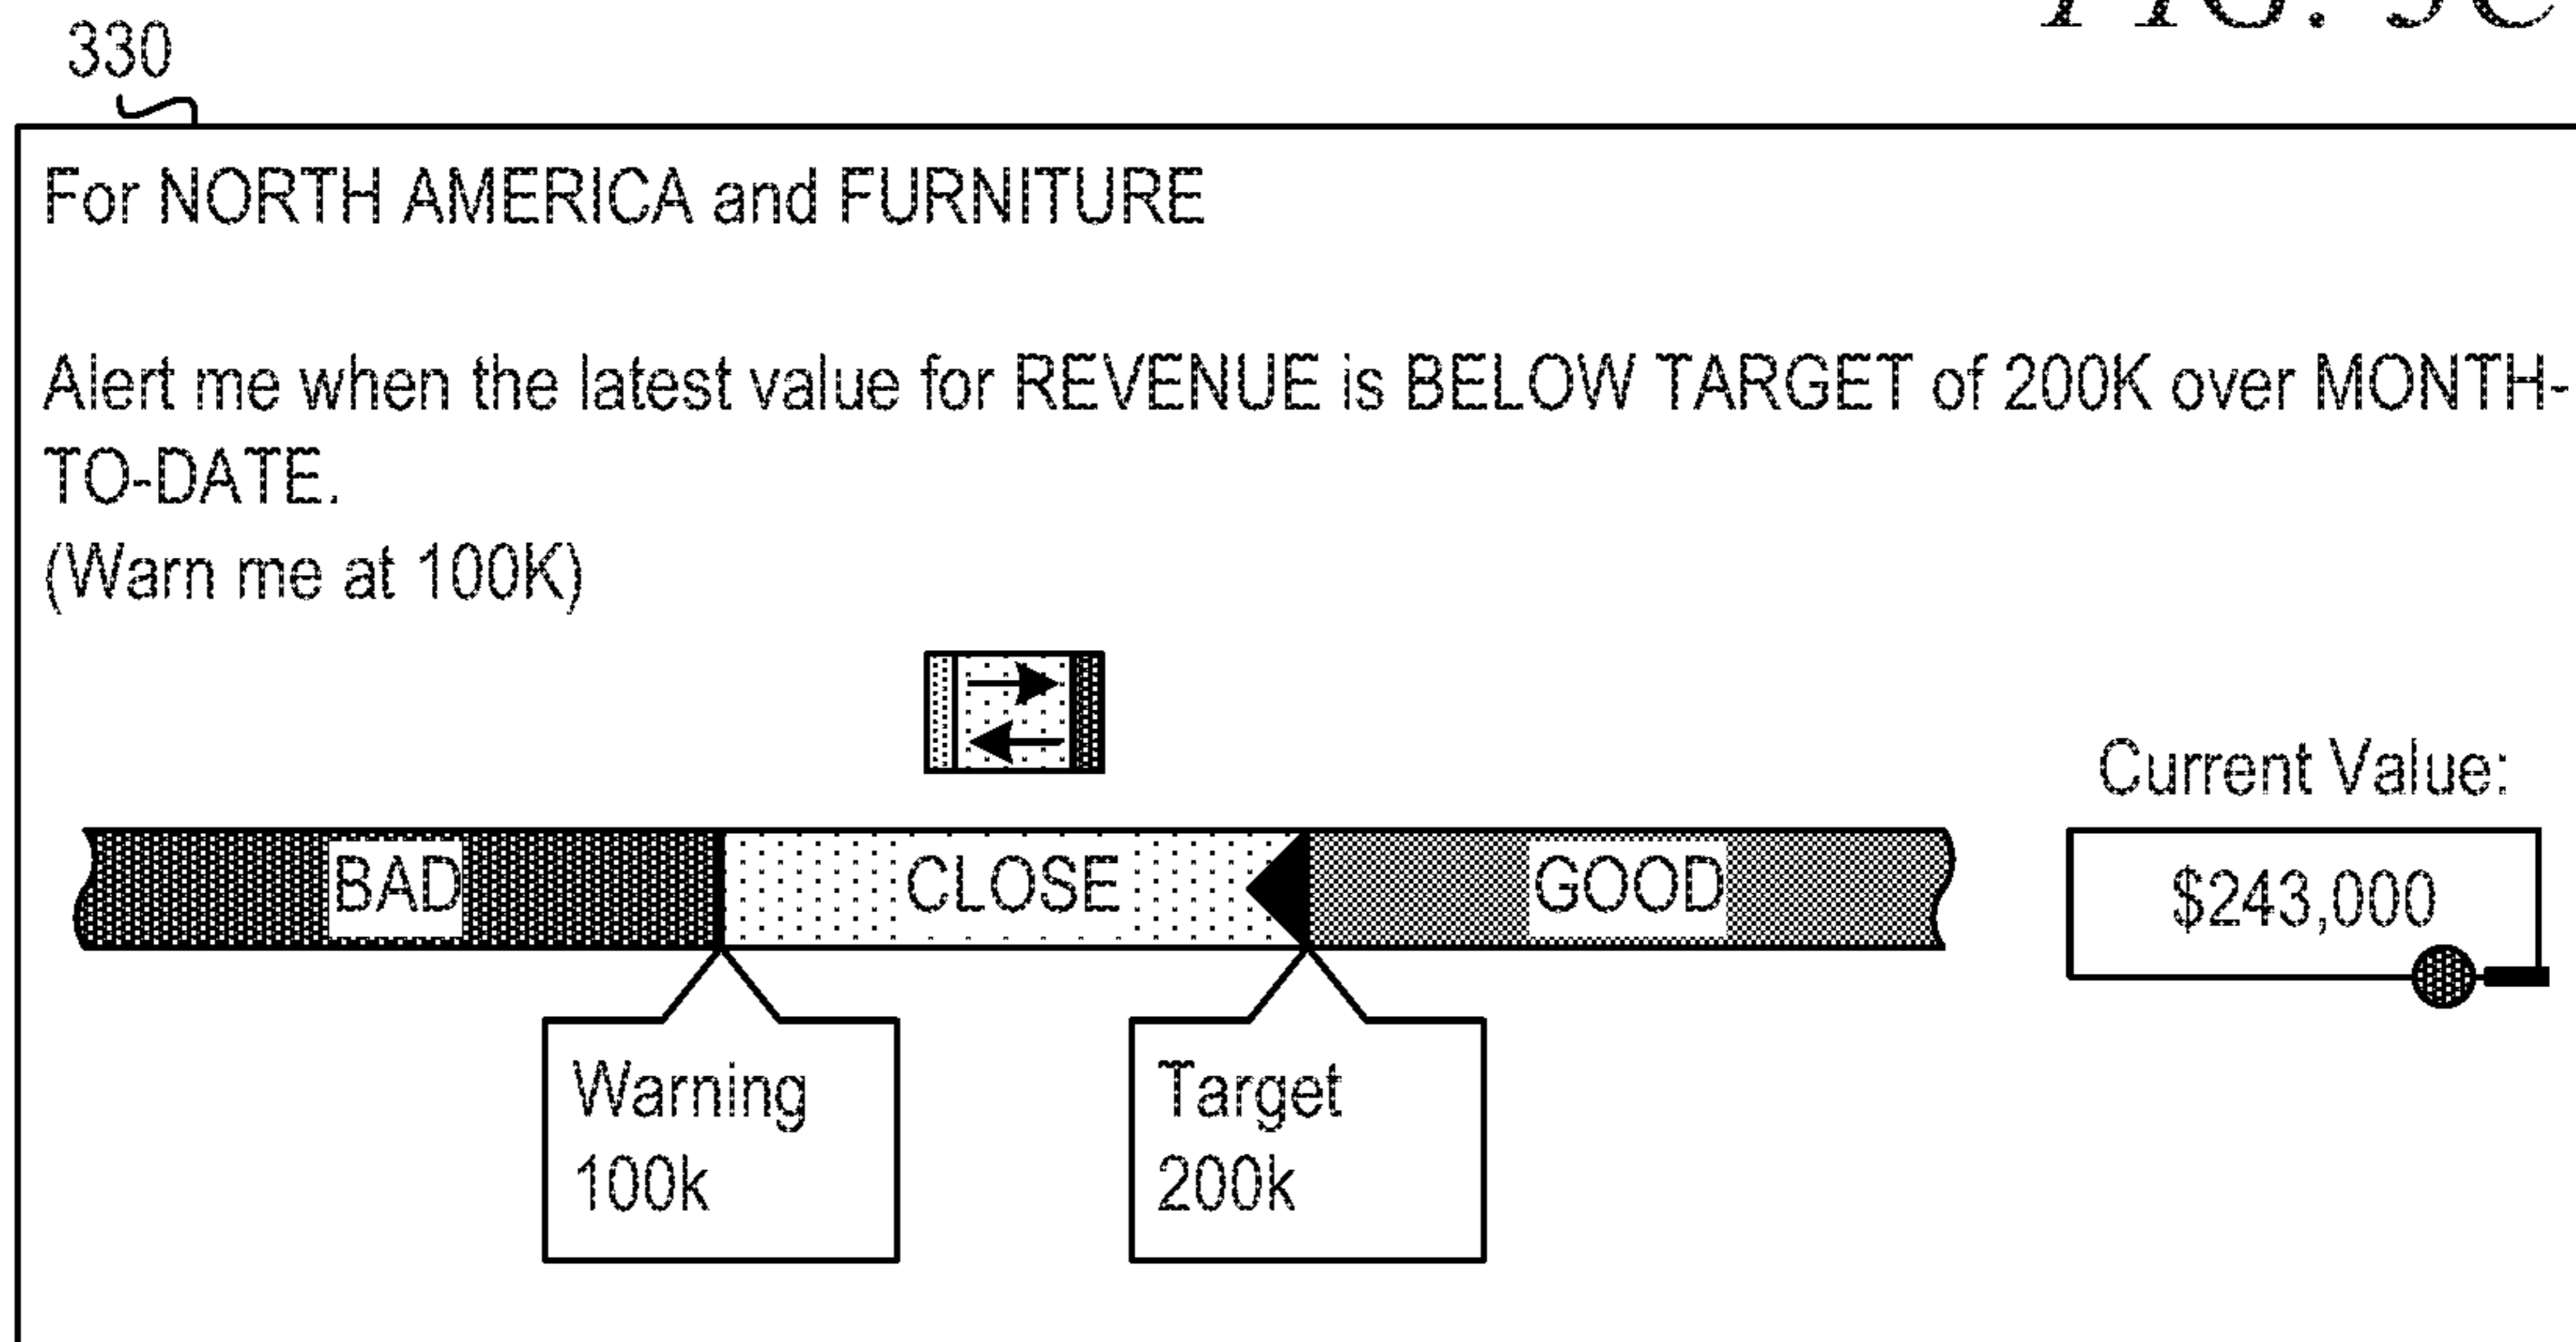 FIG. 3C
330
For NORTH AMERICA and FURNITURE
Alert me when the latest value for REVENUE is BELOW TARGET of 200K over MONTH-
TO-DATE.
(Warn me at 100K)
Current Value:
BAD
CLOSE
GOOD
$243,000
Warning
100k
Target
200k